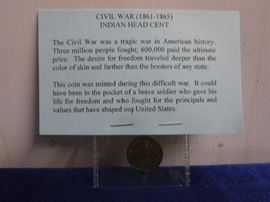 CIVIL WAR (1861-1865)
INDIAN HEAD CENT
The Civil War was a tragic war in American history.
Three million people fought; 600,000 paid the ultimate
price. The desire for freedom traveled deeper than the
color of skin and farther than the borders of any state.
This coin was minted during this difficult war. It could
have been in the pocket of a brave soldier who gave his
life for freedom and who fought for the principals and
values that have shaped our United States.